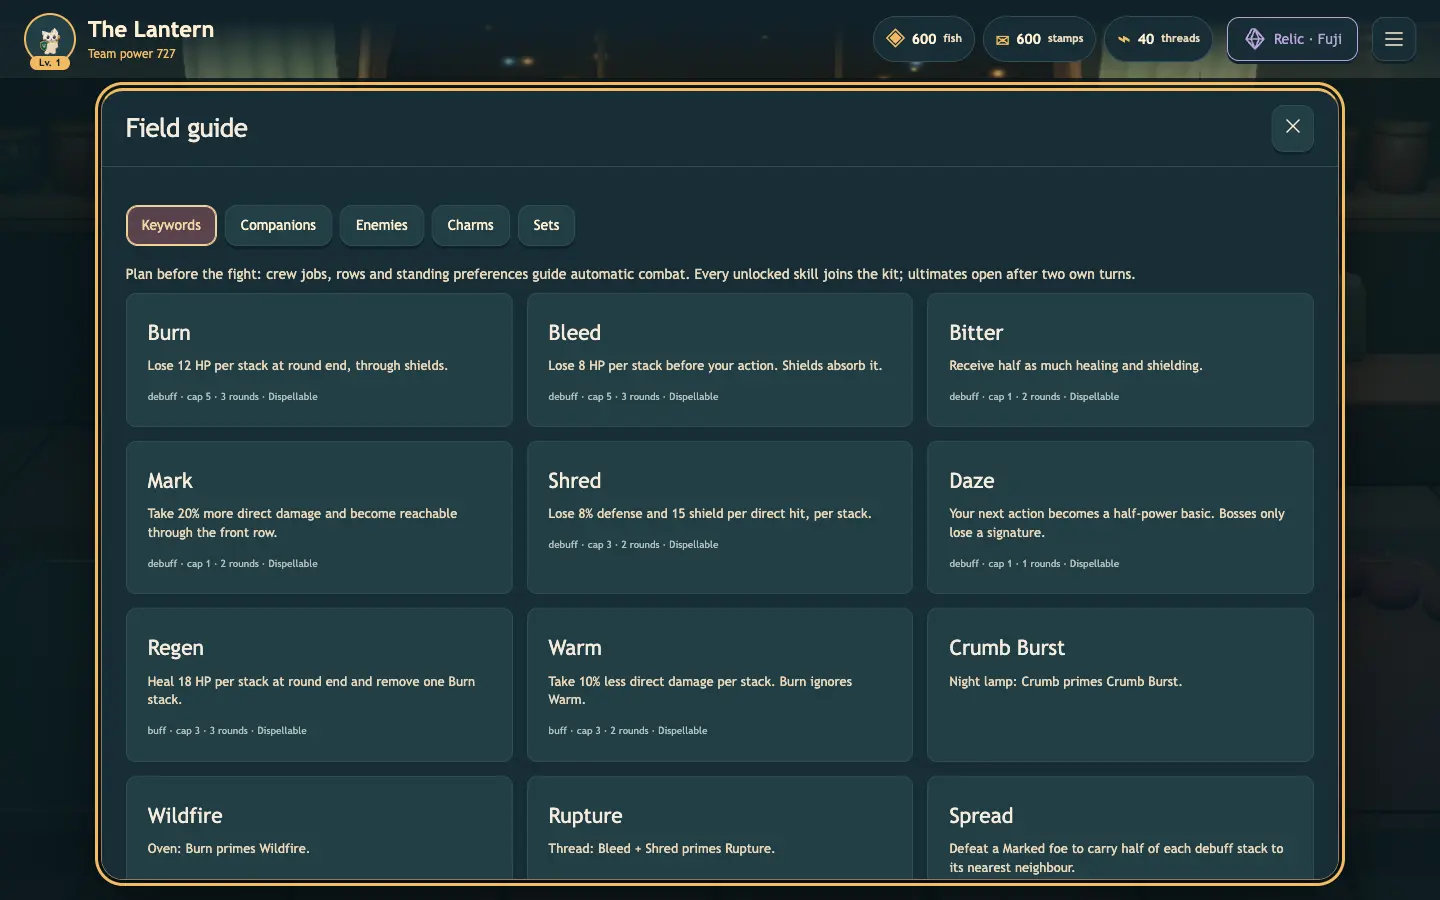 The Lantern
Team power 727
Lv. 1
600 fish
600 stamps
40 threads
Relic · Fuji
Field guide
Keywords
Companions
Enemies
Charms
Sets
Plan before the fight: crew jobs, rows and standing preferences guide automatic combat. Every unlocked skill joins the kit; ultimates open after two own turns.
Burn
Lose 12 HP per stack at round end, through shields.
debuff · cap 5 · 3 rounds · Dispellable
Bleed
Lose 8 HP per stack before your action. Shields absorb it.
debuff · cap 5 · 3 rounds · Dispellable
Bitter
Receive half as much healing and shielding.
debuff · cap 1 · 2 rounds · Dispellable
Mark
Take 20% more direct damage and become reachable
through the front row.
debuff · cap 1 · 2 rounds · Dispellable
Shred
Lose 8% defense and 15 shield per direct hit, per stack.
debuff · cap 3 · 2 rounds · Dispellable
Daze
Your next action becomes a half-power basic. Bosses only
lose a signature.
debuff · cap 1 · 1 rounds · Dispellable
Regen
Heal 18 HP per stack at round end and remove one Burn
stack.
buff · cap 3 · 3 rounds · Dispellable
Warm
Take 10% less direct damage per stack. Burn ignores
Warm.
buff · cap 3 · 2 rounds · Dispellable
Crumb Burst
Night lamp: Crumb primes Crumb Burst.
Wildfire
Oven: Burn primes Wildfire.
Rupture
Thread: Bleed + Shred primes Rupture.
Spread
Defeat a Marked foe to carry half of each debuff stack to
its nearest neighbour.